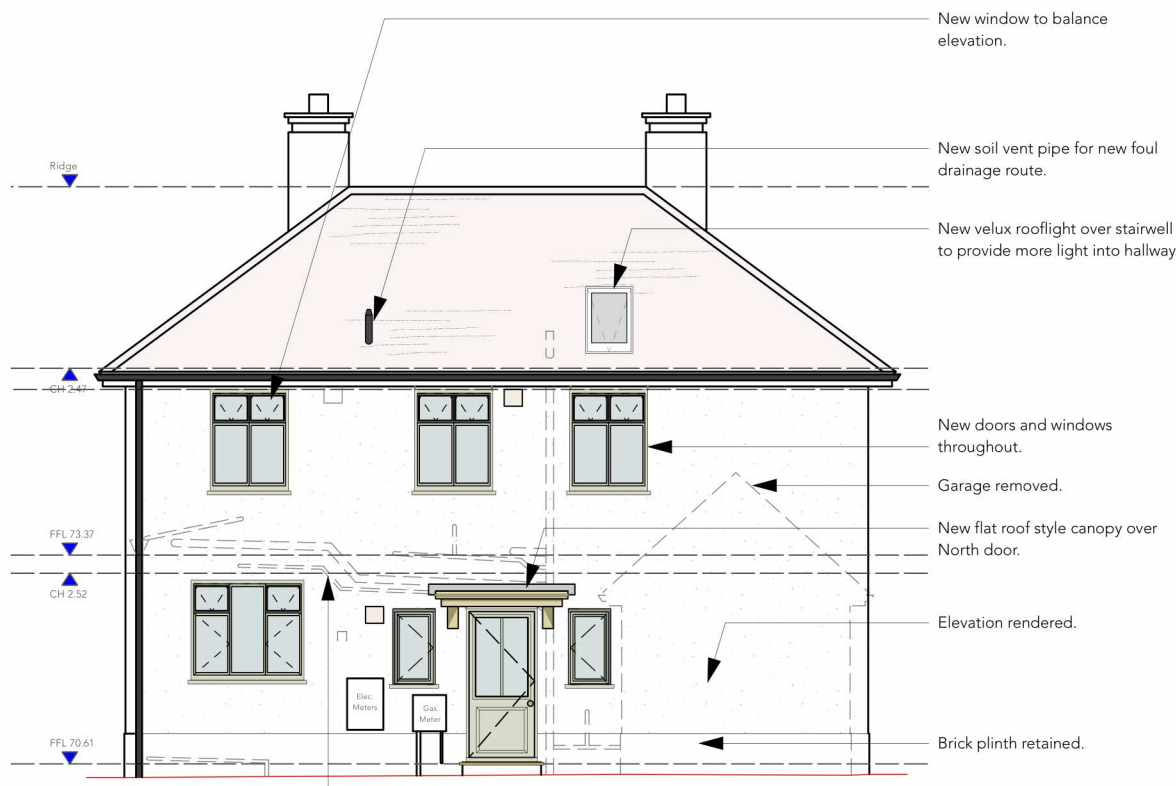 New window to balance
elevation.
New soil vent pipe for new foul
drainage route.
Ridge
New velux rooflight over stairwell
to provide more light into hallway
CH 2.47
New doors and windows
throughout.
Garage removed.
New flat roof style canopy over
North door.
FFL 73.37
CH 2.52
Elevation rendered.
Elec.
Meters
Gas
Meter
FFL 70.61
Brick plinth retained.